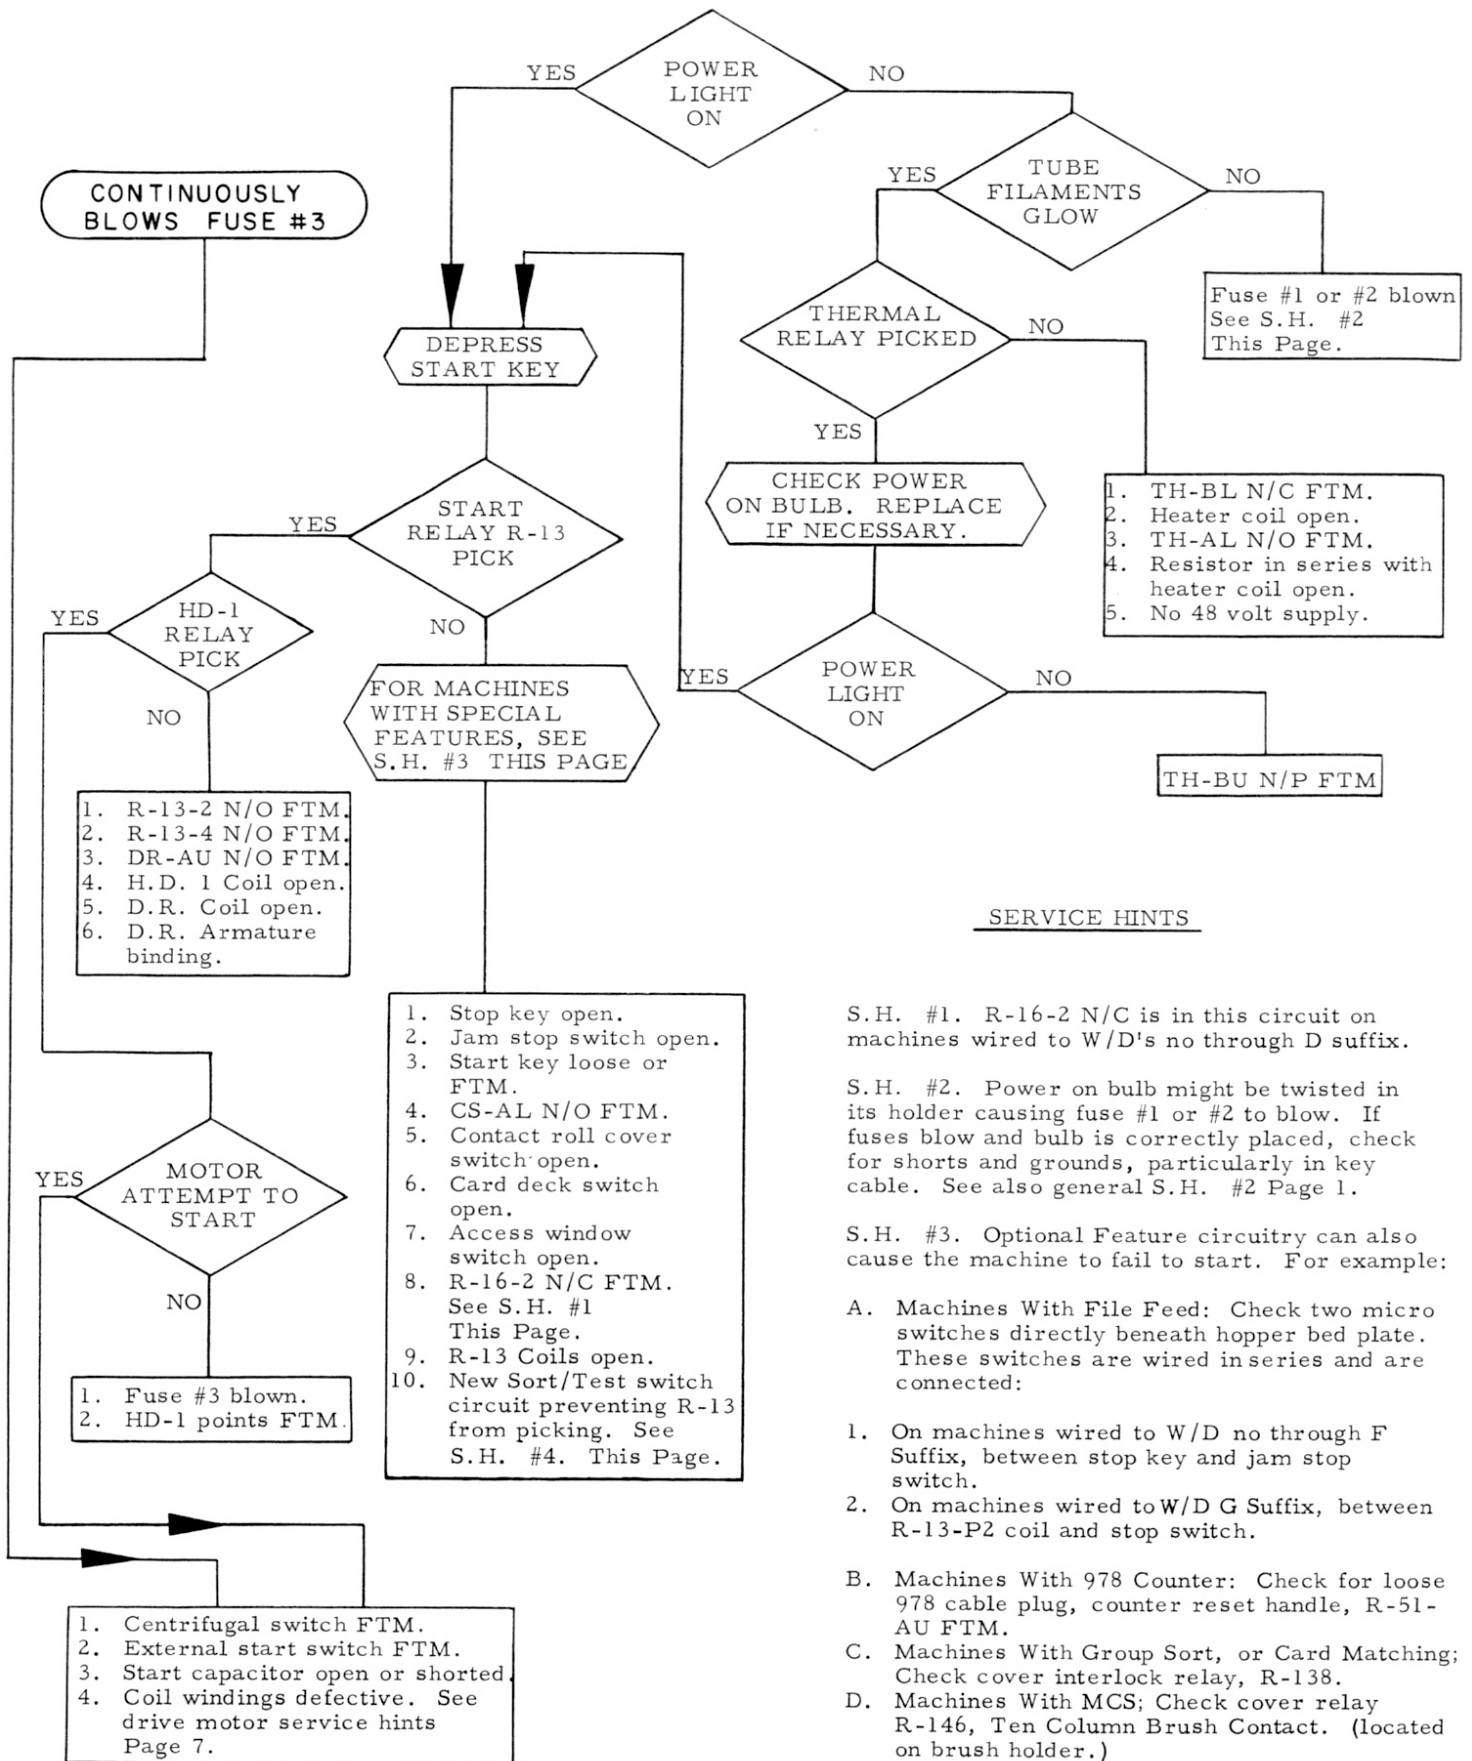 POWER
LIGHT
ON
YES
NO
TUBE
FILAMENTS
GLOW
YES
NO
Fuse #1 or #2 blown
See S.H. #2
This Page.
CONTINUOUSLY
BLOWS FUSE #3
THERMAL
RELAY PICKED
NO
YES
1. TH-BL N/C FTM.
2. Heater coil open.
3. TH-AL N/O FTM.
4. Resistor in series with
heater coil open.
5. No 48 volt supply.
CHECK POWER
ON BULB. REPLACE
IF NECESSARY.
POWER
LIGHT
ON
YES
NO
TH-BU N/P FTM
DEPRESS
START KEY
START
RELAY R-13
PICK
YES
NO
HD-1
RELAY
PICK
YES
NO
1. R-13-2 N/O FTM.
2. R-13-4 N/O FTM.
3. DR-AU N/O FTM.
4. H.D. 1 Coil open.
5. D.R. Coil open.
6. D.R. Armature
binding.
FOR MACHINES
WITH SPECIAL
FEATURES, SEE
S.H. #3 THIS PAGE
1. Stop key open.
2. Jam stop switch open.
3. Start key loose or
FTM.
4. CS-AL N/O FTM.
5. Contact roll cover
switch open.
6. Card deck switch
open.
7. Access window
switch open.
8. R-16-2 N/C FTM.
See S.H. #1
This Page.
9. R-13 Coils open.
10. New Sort/Test switch
circuit preventing R-13
from picking. See
S.H. #4. This Page.
MOTOR
ATTEMPT TO
START
YES
NO
1. Fuse #3 blown.
2. HD-1 points FTM.
1. Centrifugal switch FTM.
2. External start switch FTM.
3. Start capacitor open or shorted.
4. Coil windings defective. See
drive motor service hints
Page 7.
SERVICE HINTS
S.H. #1. R-16-2 N/C is in this circuit on
machines wired to W/D's no through D suffix.
S.H. #2. Power on bulb might be twisted in
its holder causing fuse #1 or #2 to blow. If
fuses blow and bulb is correctly placed, check
for shorts and grounds, particularly in key
cable. See also general S.H. #2 Page 1.
S.H. #3. Optional Feature circuitry can also
cause the machine to fail to start. For example:
A. Machines With File Feed: Check two micro
switches directly beneath hopper bed plate.
These switches are wired in series and are
connected:
1. On machines wired to W/D no through F
Suffix, between stop key and jam stop
switch.
2. On machines wired to W/D G Suffix, between
R-13-P2 coil and stop switch.
B. Machines With 978 Counter: Check for loose
978 cable plug, counter reset handle, R-51-
AU FTM.
C. Machines With Group Sort, or Card Matching;
Check cover interlock relay, R-138.
D. Machines With MCS; Check cover relay
R-146, Ten Column Brush Contact. (located
on brush holder.)